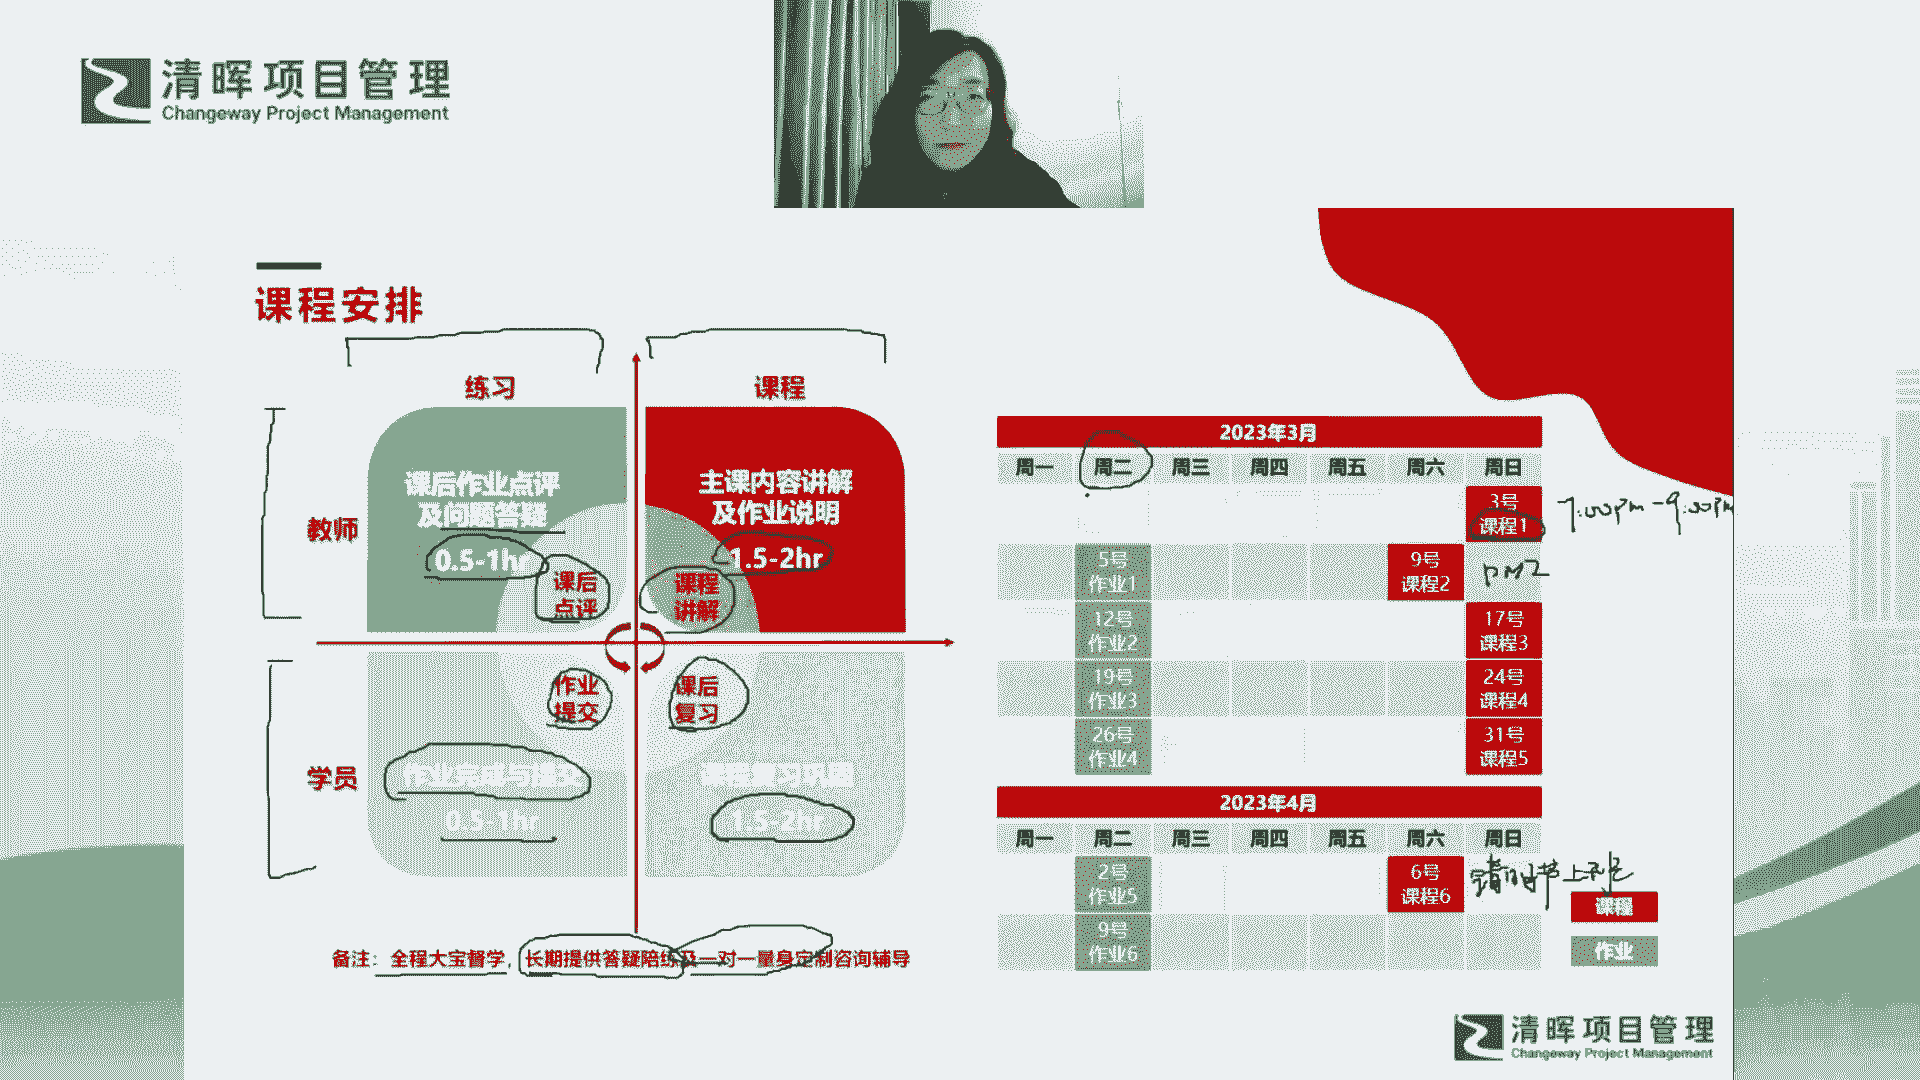 清晖项目管理
Changeway Project Management
课程安排
练习
课程
教师
课后作业点评
及问题答疑
0.5-1hr
主课内容讲解
及作业说明
1.5-2hr
课后
点评
课程
讲解
作业
提交
课后
复习
学员
作业完成与提交
0.5-1hr
课程复习巩固
1.5-2hr
备注：全程大宝督学，长期提供答疑陪练及一对一量身定制咨询辅导
2023年3月
周一 周二 周三 周四 周五 周六 周日
3号
课程1
7:00pm-9:00pm
5号
作业1
9号
课程2
PM2
12号
作业2
17号
课程3
19号
作业3
24号
课程4
26号
作业4
31号
课程5
2023年4月
周一 周二 周三 周四 周五 周六 周日
2号
作业5
6号
课程6
9号
作业6
课程
作业
清晖项目管理
Changeway Project Management